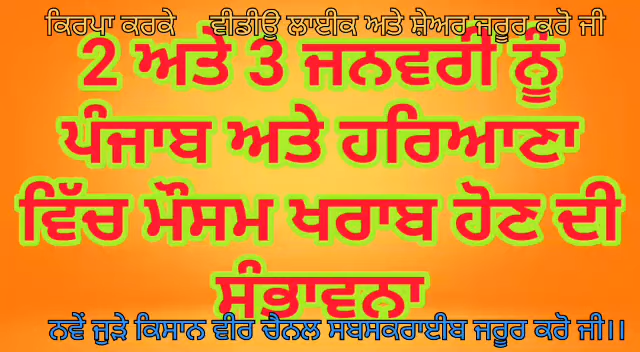 ਕਿਰਪਾ ਕਰਕੇ ਵੀਡੀਊ ਲਾਈਕ ਅਤੇ ਸ਼ੇਅਰ ਜਰੂਰ ਕਰੋ ਜੀ
2 ਅਤੇ 3 ਜਨਵਰੀ ਨੂੰ
ਪੰਜਾਬ ਅਤੇ ਹਰਿਆਣਾ
ਵਿੱਚ ਮੌਸਮ ਖਰਾਬ ਹੋਣ ਦੀ
ਸੰਭਾਵਨਾ
ਨਵੇਂ ਜੁੜੇ ਕਿਸਾਨ ਵੀਰ ਚੈਨਲ ਸਬਸਕਰਾਈਬ ਜਰੂਰ ਕਰੋ ਜੀ।।